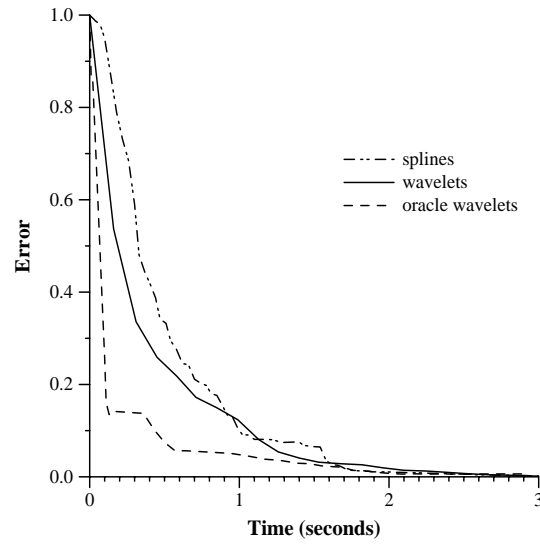 1.0
0.8
0.6
0.4
0.2
0.0
Error
splines
wavelets
oracle wavelets
0 1 2 3
Time (seconds)